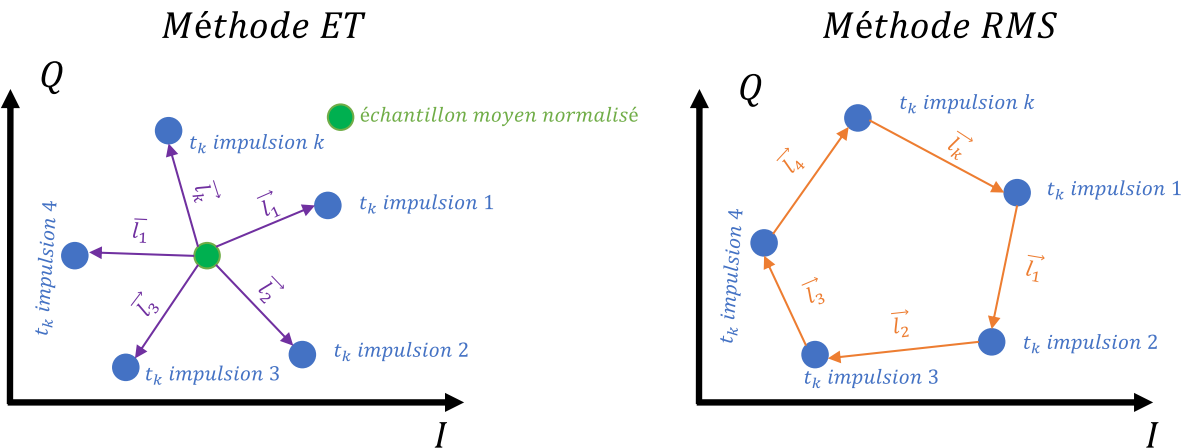 Méthode ET
Q
échantillon moyen normalisé
t_k impulsion k
l_k
l_1
t_k impulsion 1
t_k impulsion 4
l_1
l_3
l_2
t_k impulsion 2
t_k impulsion 3
I
Méthode RMS
Q
t_k impulsion k
l_4
l_k
t_k impulsion 1
t_k impulsion 4
l_1
l_3
l_2
t_k impulsion 2
t_k impulsion 3
I